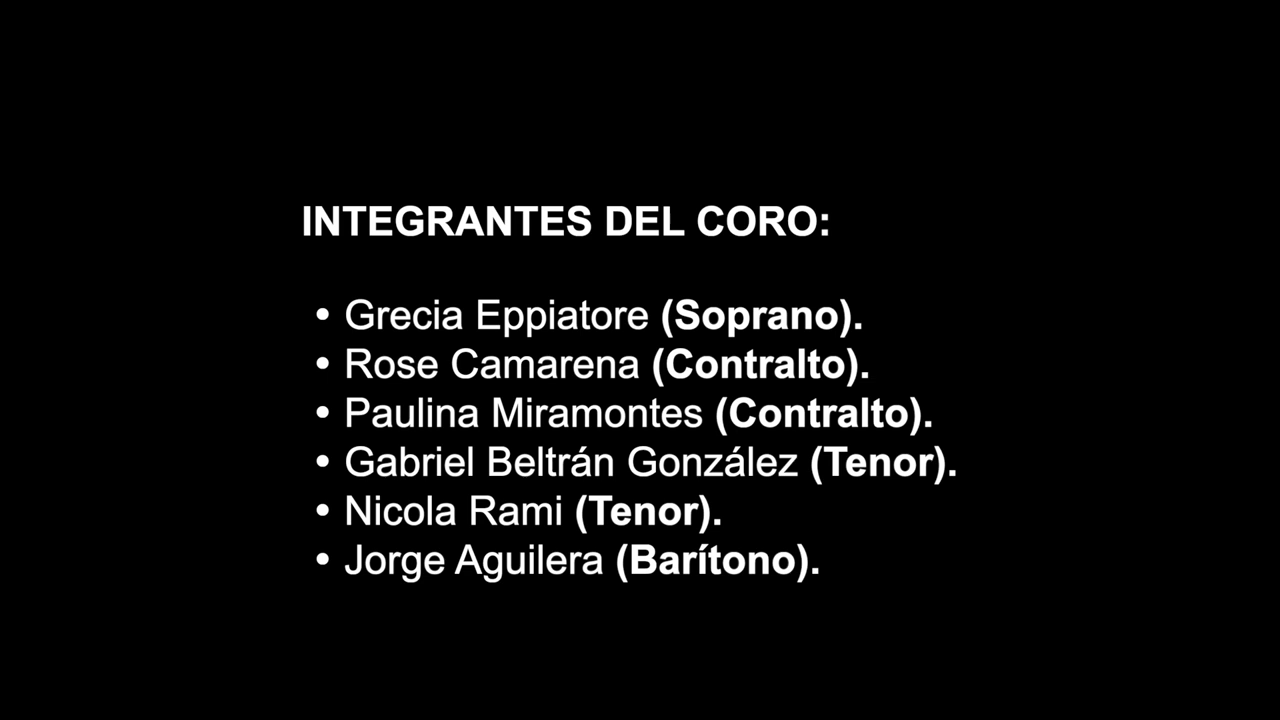 INTEGRANTES DEL CORO:
• Grecia Eppiatore (Soprano).
• Rose Camarena (Contralto).
• Paulina Miramontes (Contralto).
• Gabriel Beltrán González (Tenor).
• Nicola Rami (Tenor).
• Jorge Aguilera (Barítono).